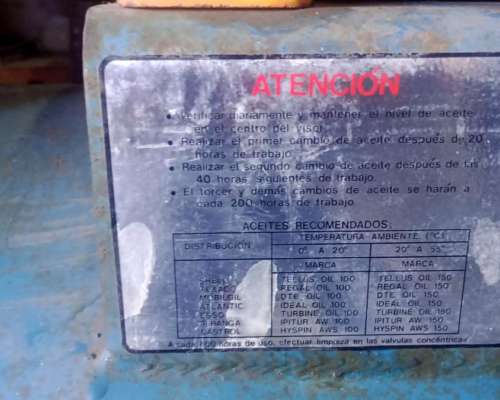 ATENCIÓN
• Verificar diariamente y mantener el nivel de aceite
en el centro del visor.
• Realizar el primer cambio de aceite después de 20
horas de trabajo.
• Realizar el segundo cambio de aceite después de las
40 horas siguientes de trabajo.
• El tercer y demás cambios de aceite se harán a
cada 200 horas de trabajo.
ACEITES RECOMENDADOS
DISTRIBUCIÓN
TEMPERATURA AMBIENTE (°C)
0° A 20° 20° A 55°
MARCA MARCA
SHELL TELLUS OIL 100 TELLUS OIL 150
TEXACO REGAL OIL 100 REGAL OIL 150
MOBILOIL DTE OIL 100 DTE OIL 150
ATLANTIC IDEAL OIL 100 IDEAL OIL 150
ESSO TURBINE OIL 100 TURBINE OIL 150
IPIRANGA IPITUR AW 100 IPITUR AW 150
CASTROL HYSPIN AWS 100 HYSPIN AWS 150
A cada 800 horas de uso, efectuar limpieza en las valvulas concéntricas